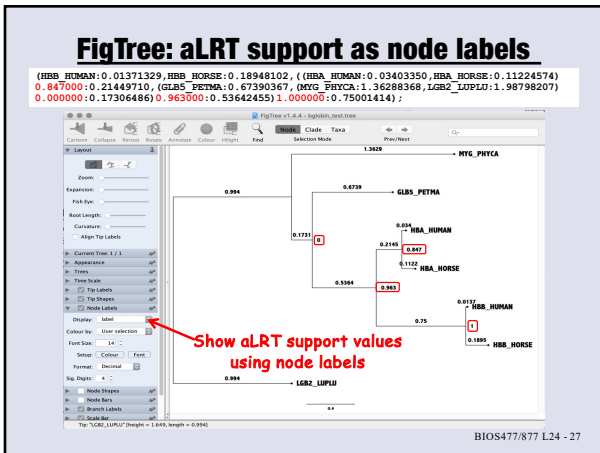 FigTree: aLRT support as node labels
(HBB_HUMAN:0.01371329,HBB_HORSE:0.18948102,((HBA_HUMAN:0.03403350,HBA_HORSE:0.11224574)
0.847000:0.21449710,(GLB5_PETMA:0.67390367,(MYG_PHYCA:1.36288368,LGB2_LUPLU:1.98798207)
0.000000:0.17306486)0.963000:0.53642455)1.000000:0.75001414);
FigTree v1.4.4 - bglobin_test.tree
Cartoon Collapse Reroot Rotate Annotate Colour Hilight Find
Node Clade Taxa
Selection Mode
Prev/Next
Layout
Zoom:
Expansion:
Fish Eye:
Root Length:
Curvature:
Align Tip Labels
Current Tree: 1 / 1
Appearance
Trees
Time Scale
Tip Labels
Tip Shapes
Node Labels
Display: label
Colour by: User selection
Font Size: 14
Setup: Colour Font
Format: Decimal
Sig. Digits: 4
Node Shapes
Node Bars
Branch Labels
Scale Bar
1.3629
MYG_PHYCA
0.994
0.6739
GLB5_PETMA
0.1731
0
0.034
HBA_HUMAN
0.2145
0.847
0.1122
HBA_HORSE
0.5364
0.963
0.0137
HBB_HUMAN
0.75
1
0.1895
HBB_HORSE
Show aLRT support values
using node labels
0.994
LGB2_LUPLU
0.4
Tip: "LGB2_LUPLU" [height = 1.649, length = 0.994]
BIOS477/877 L24 - 27